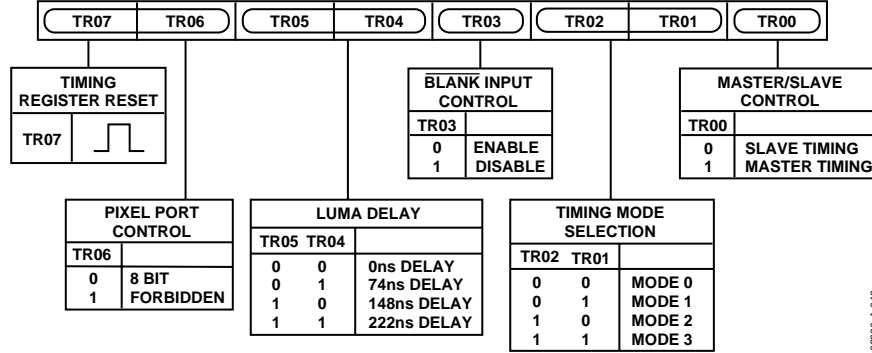 TR07 TR06 TR05 TR04 TR03 TR02 TR01 TR00
TIMING
REGISTER RESET
TR07
BLANK INPUT
CONTROL
TR03
0 ENABLE
1 DISABLE
MASTER/SLAVE
CONTROL
TR00
0 SLAVE TIMING
1 MASTER TIMING
PIXEL PORT
CONTROL
TR06
0 8 BIT
1 FORBIDDEN
LUMA DELAY
TR05 TR04
0 0 0ns DELAY
0 1 74ns DELAY
1 0 148ns DELAY
1 1 222ns DELAY
TIMING MODE
SELECTION
TR02 TR01
0 0 MODE 0
0 1 MODE 1
1 0 MODE 2
1 1 MODE 3